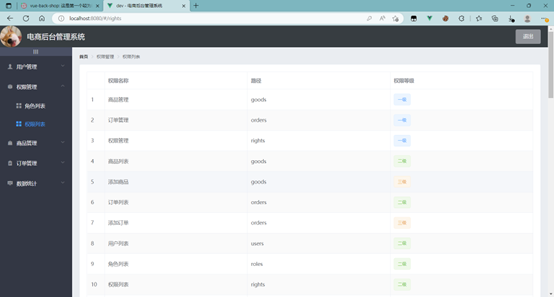 vue-back-shop: 这是第一个
dev - 电商后台管理系统
localhost:8080/#/rights
电商后台管理系统
退出
首页 > 权限管理 > 权限列表
用户管理
权限管理
角色列表
权限列表
商品管理
订单管理
数据统计
权限名称 路径 权限等级
1 商品管理 goods 一级
2 订单管理 orders 一级
3 权限管理 rights 一级
4 商品列表 goods 二级
5 添加商品 goods 三级
6 订单列表 orders 二级
7 添加订单 orders 三级
8 用户列表 users 二级
9 角色列表 roles 二级
10 权限列表 rights 二级